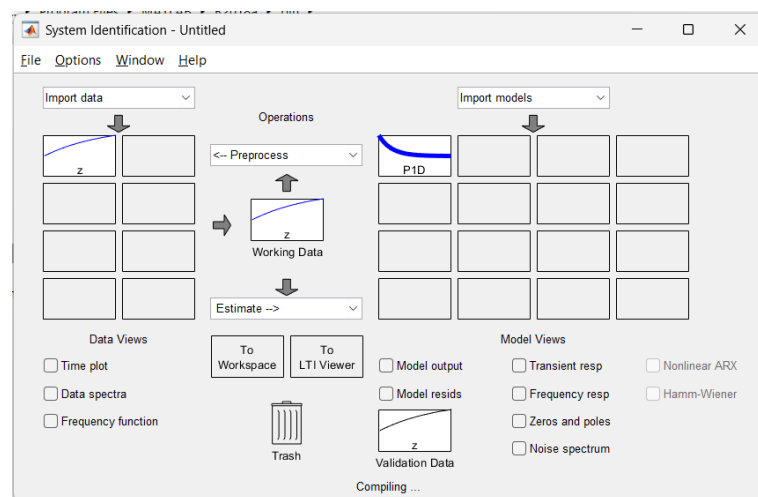 System Identification - Untitled
File Options Window Help
Import data
Import models
Operations
z
<-- Preprocess
P1D
z
Working Data
Estimate -->
Data Views
Model Views
To
Workspace
To
LTI Viewer
Time plot
Model output
Transient resp
Nonlinear ARX
Data spectra
Model resids
Frequency resp
Hamm-Wiener
Frequency function
Zeros and poles
z
Noise spectrum
Trash
Validation Data
Compiling ...